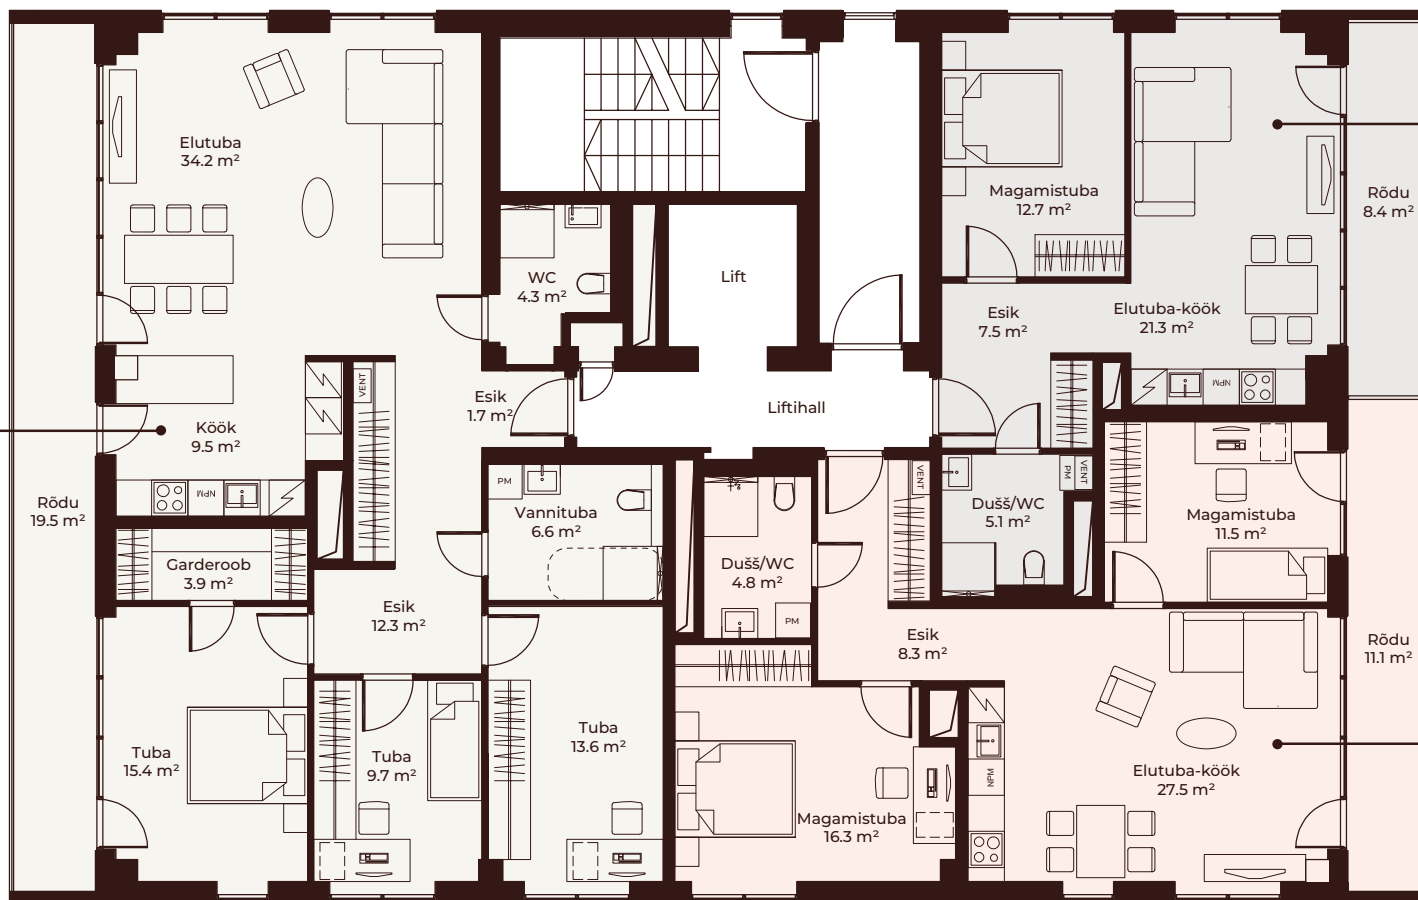 Elutuba
34.2 m²
WC
4.3 m²
Lift
Magamistuba
12.7 m²
Rõdu
8.4 m²
Esik
7.5 m²
Elutuba-köök
21.3 m²
NPM
VENT
Esik
1.7 m²
Liftihall
Köök
9.5 m²
NPM
Rõdu
19.5 m²
PM
Vannituba
6.6 m²
VENT
PM
VENT
Dušš/WC
5.1 m²
Magamistuba
11.5 m²
Garderoob
3.9 m²
Dušš/WC
4.8 m²
PM
Esik
12.3 m²
Esik
8.3 m²
Rõdu
11.1 m²
Tuba
15.4 m²
Tuba
9.7 m²
Tuba
13.6 m²
Magamistuba
16.3 m²
NPM
Elutuba-köök
27.5 m²